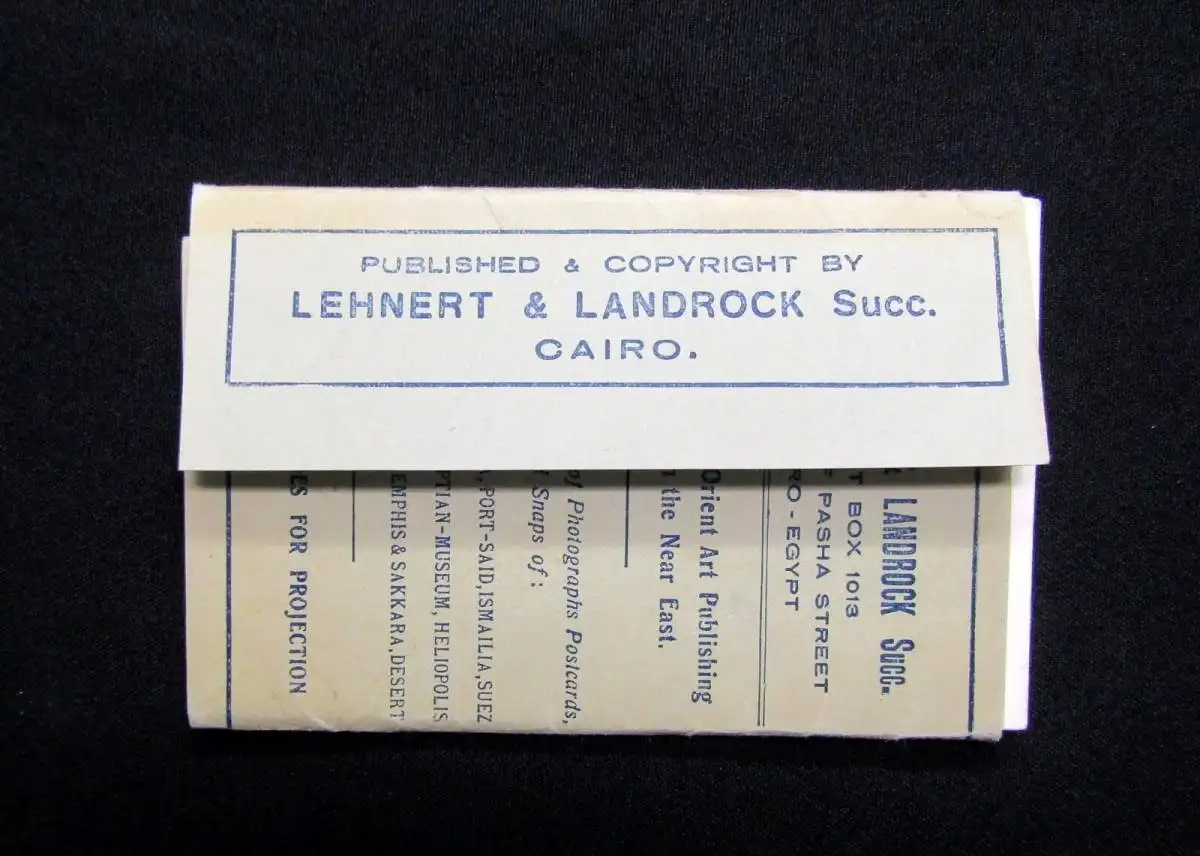 PUBLISHED & COPYRIGHT BY
LEHNERT & LANDROCK Succ.
CAIRO.
LANDROCK Succ.
T BOX 1013
PASHA STREET
RO - EGYPT
Orient Art Publishing
the Near East.
of Photographs Postcards,
Snaps of :
, PORT-SAID, ISMAILIA, SUEZ
PTIAN-MUSEUM, HELIOPOLIS
EMPHIS & SAKKARA, DESERT
ES FOR PROJECTION